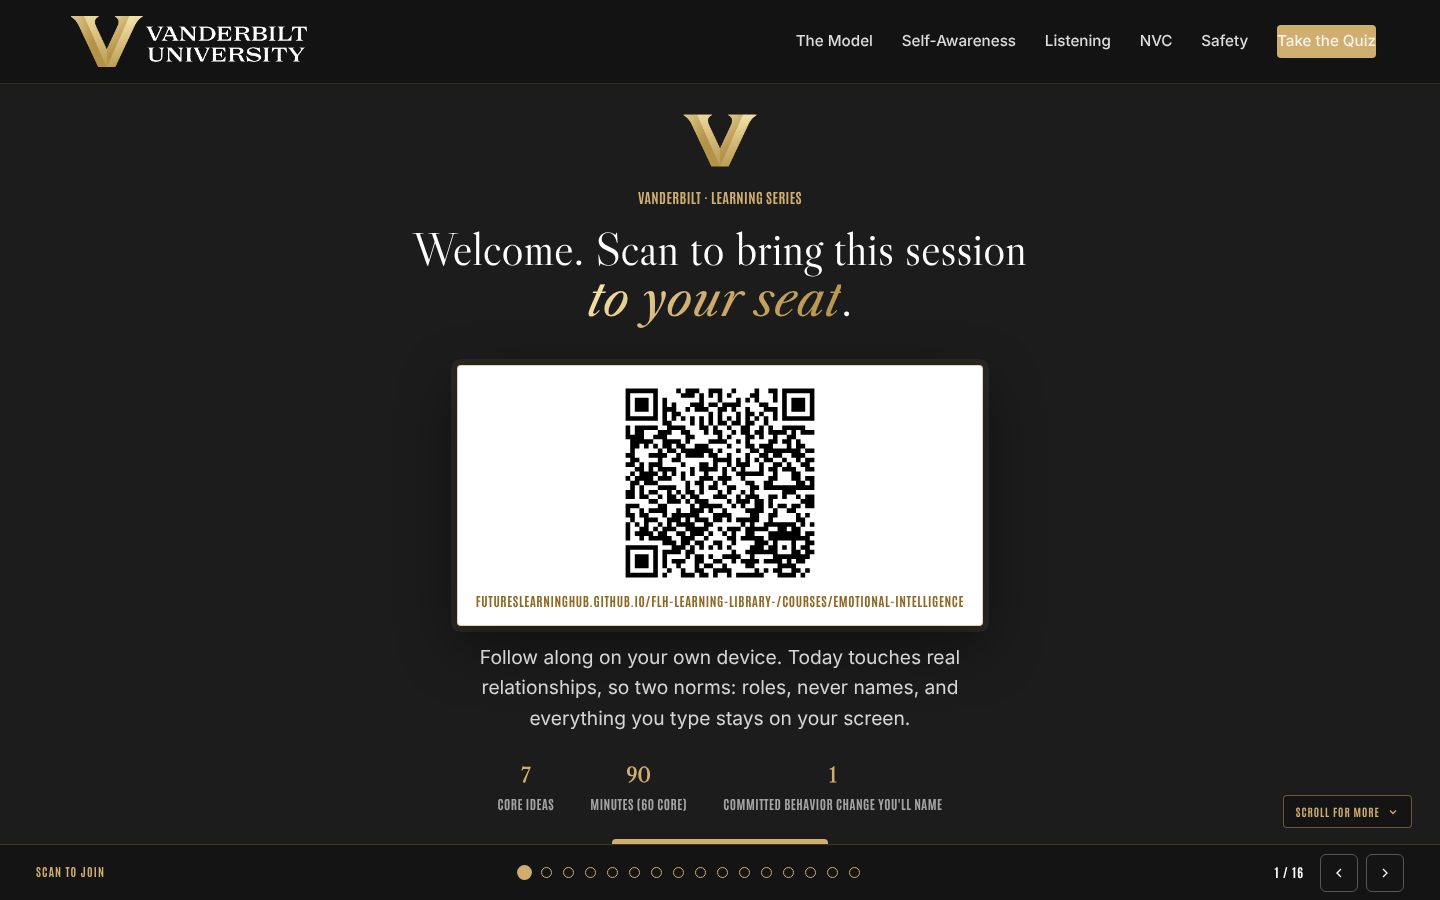 VANDERBILT
UNIVERSITY
The Model
Self-Awareness
Listening
NVC
Safety
Take the Quiz
VANDERBILT · LEARNING SERIES
Welcome. Scan to bring this session
to your seat.
FUTURESLEARNINGHUB.GITHUB.IO/FLH-LEARNING-LIBRARY-/COURSES/EMOTIONAL-INTELLIGENCE
Follow along on your own device. Today touches real
relationships, so two norms: roles, never names, and
everything you type stays on your screen.
7
CORE IDEAS
90
MINUTES (60 CORE)
1
COMMITTED BEHAVIOR CHANGE YOU'LL NAME
SCROLL FOR MORE
SCAN TO JOIN
1 / 16